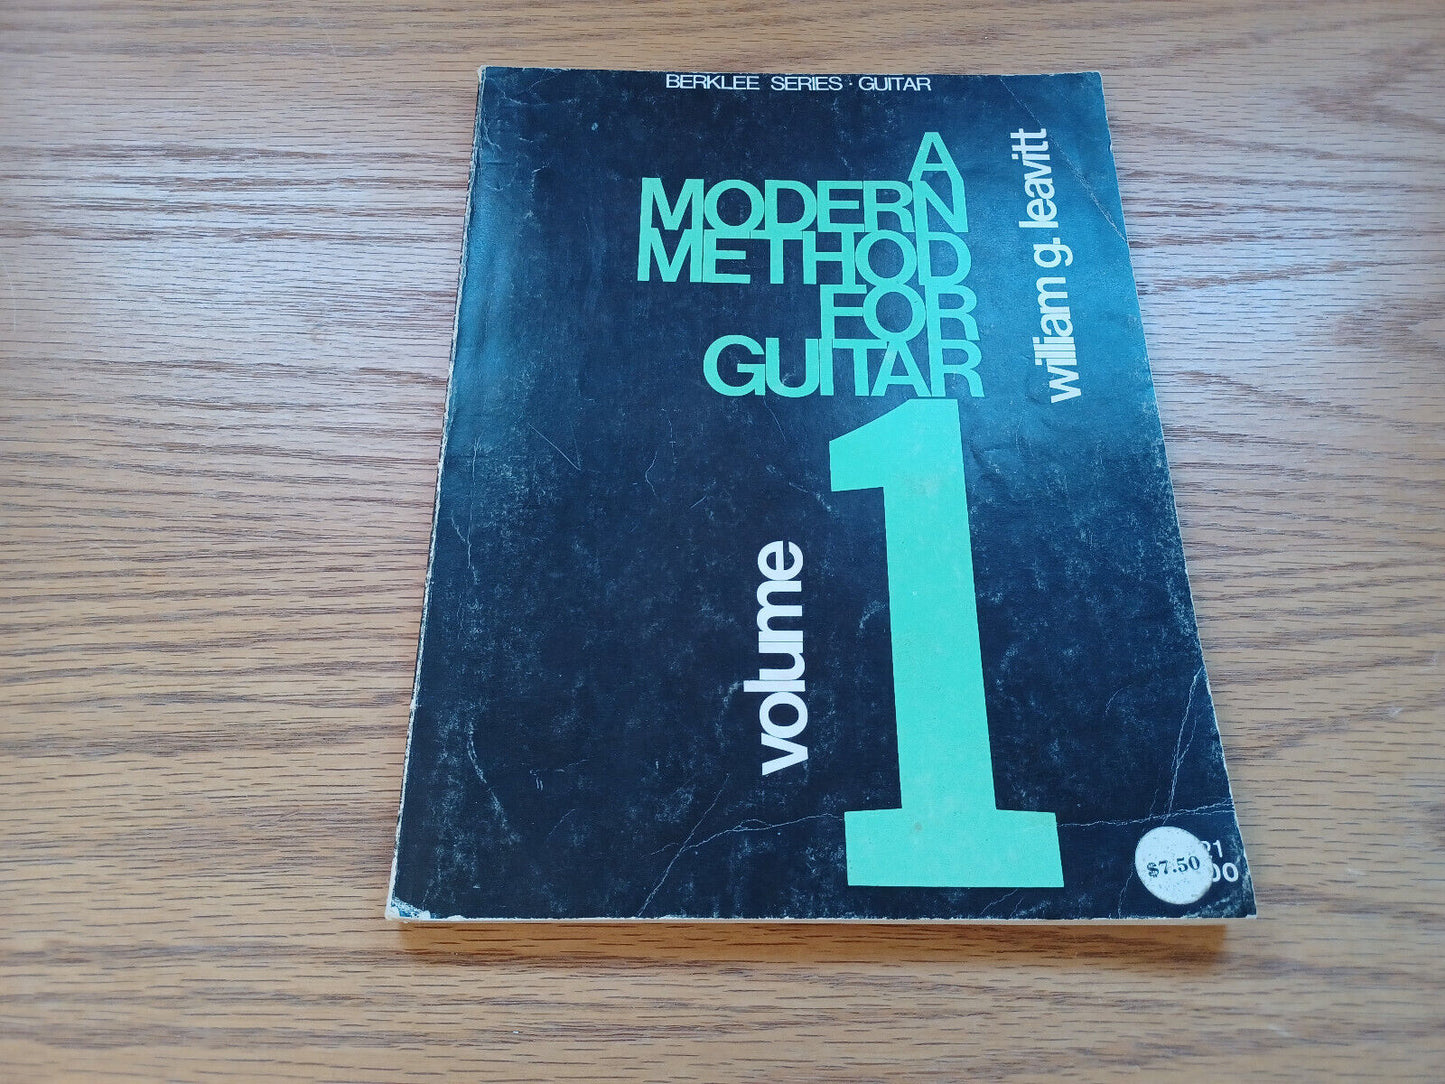 BERKLEE SERIES · GUITAR
A
MODERN
METHOD
FOR
GUITAR
william g. leavitt
1
volume
$7.50